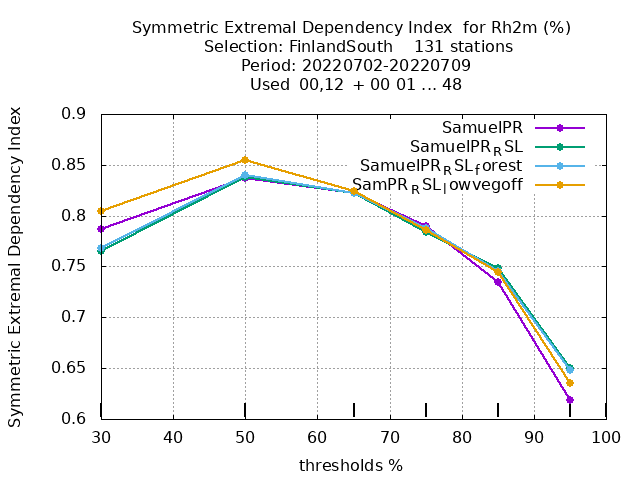 Symmetric Extremal Dependency Index  for Rh2m (%)
Selection: FinlandSouth    131 stations
Period: 20220702-20220709
Used  00,12  + 00 01 ... 48
Symmetric Extremal Dependency Index
0.9
0.85
0.8
0.75
0.7
0.65
0.6
SamuelPR
SamuelPR_RSL
SamuelPR_RSL_forest
SamPR_RSL_lowvegoff
30 40 50 60 70 80 90 100
thresholds %